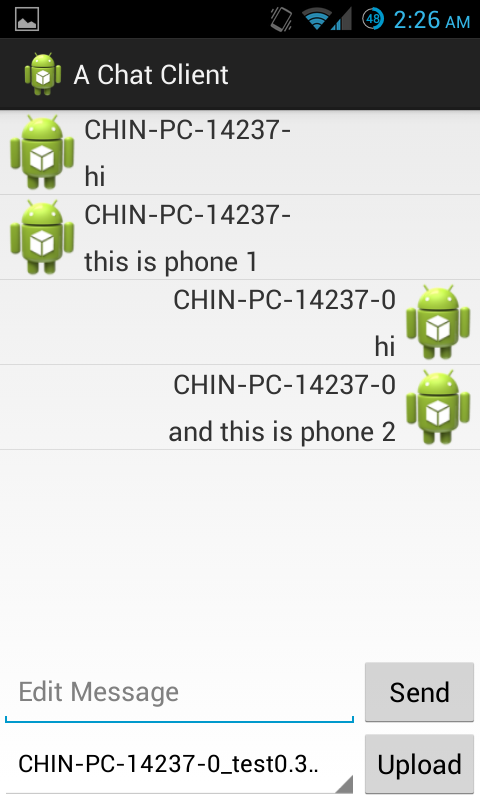 48 2:26 AM
A Chat Client
CHIN-PC-14237-
hi
CHIN-PC-14237-
this is phone 1
CHIN-PC-14237-0
hi
CHIN-PC-14237-0
and this is phone 2
Edit Message
Send
CHIN-PC-14237-0_test0.3..
Upload